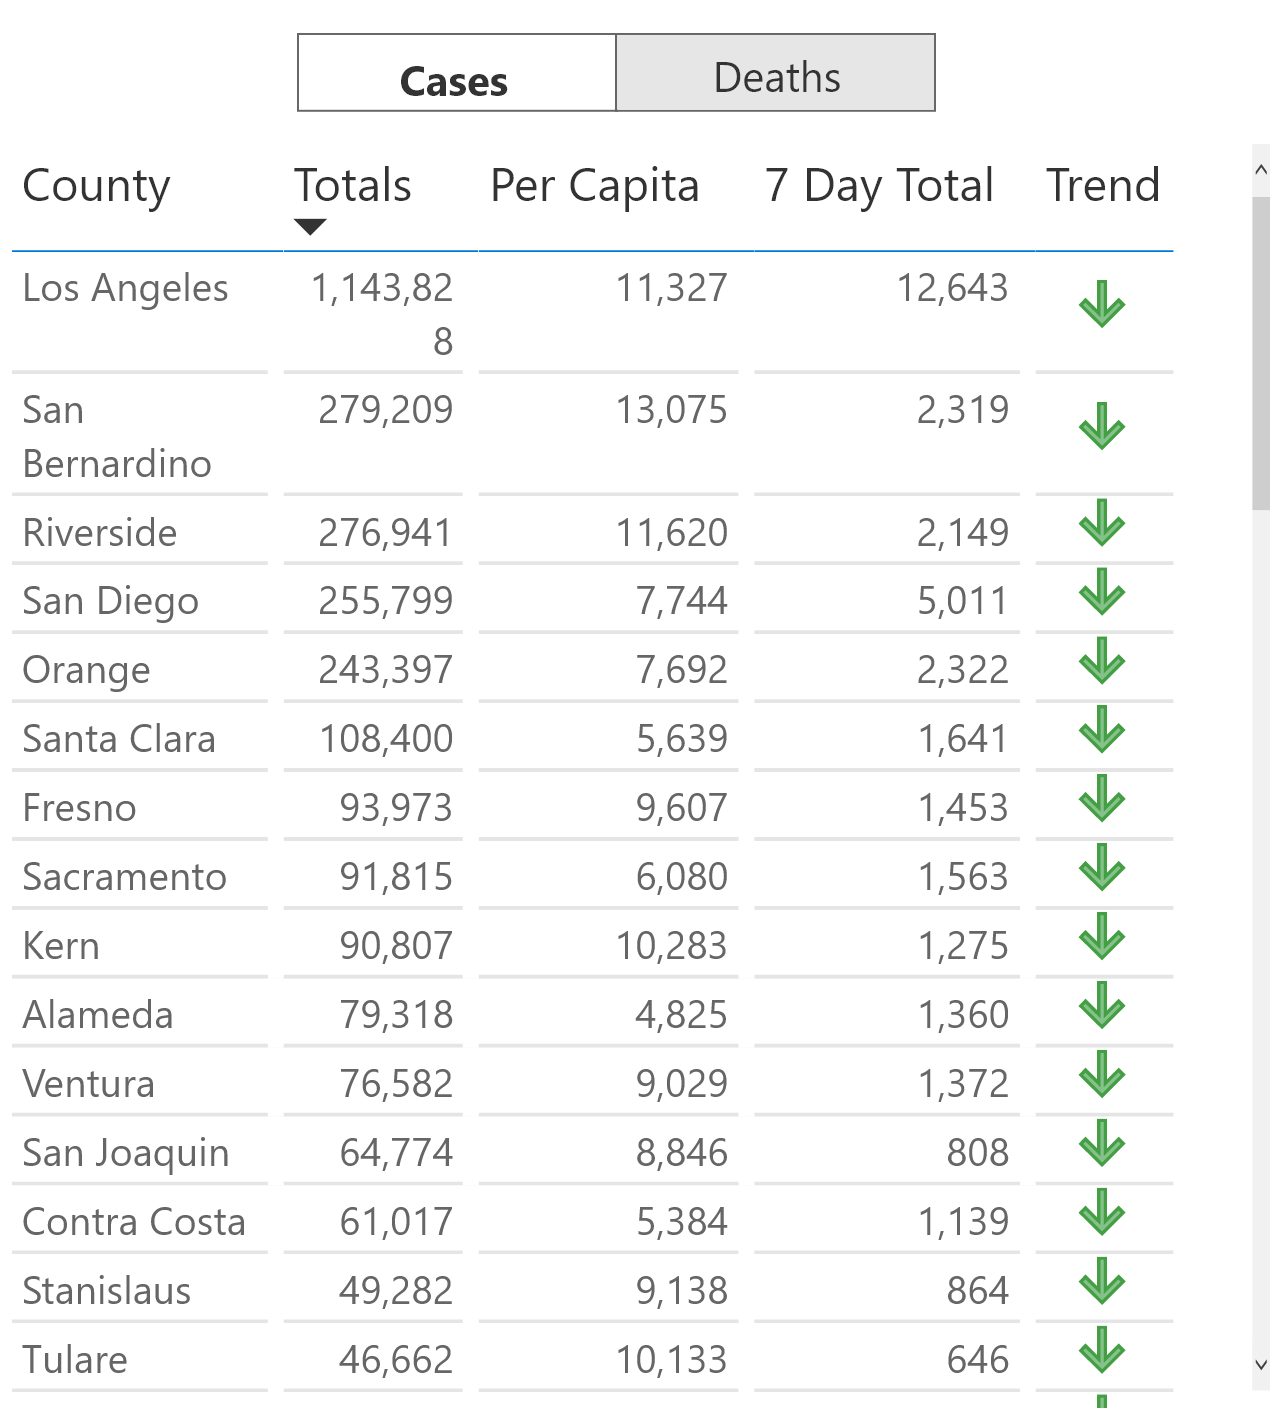 Cases Deaths
County Totals Per Capita 7 Day Total Trend
Los Angeles 1,143,82 11,327 12,643
8
San 279,209 13,075 2,319
Bernardino
Riverside 276,941 11,620 2,149
San Diego 255,799 7,744 5,011
Orange 243,397 7,692 2,322
Santa Clara 108,400 5,639 1,641
Fresno 93,973 9,607 1,453
Sacramento 91,815 6,080 1,563
Kern 90,807 10,283 1,275
Alameda 79,318 4,825 1,360
Ventura 76,582 9,029 1,372
San Joaquin 64,774 8,846 808
Contra Costa 61,017 5,384 1,139
Stanislaus 49,282 9,138 864
Tulare 46,662 10,133 646